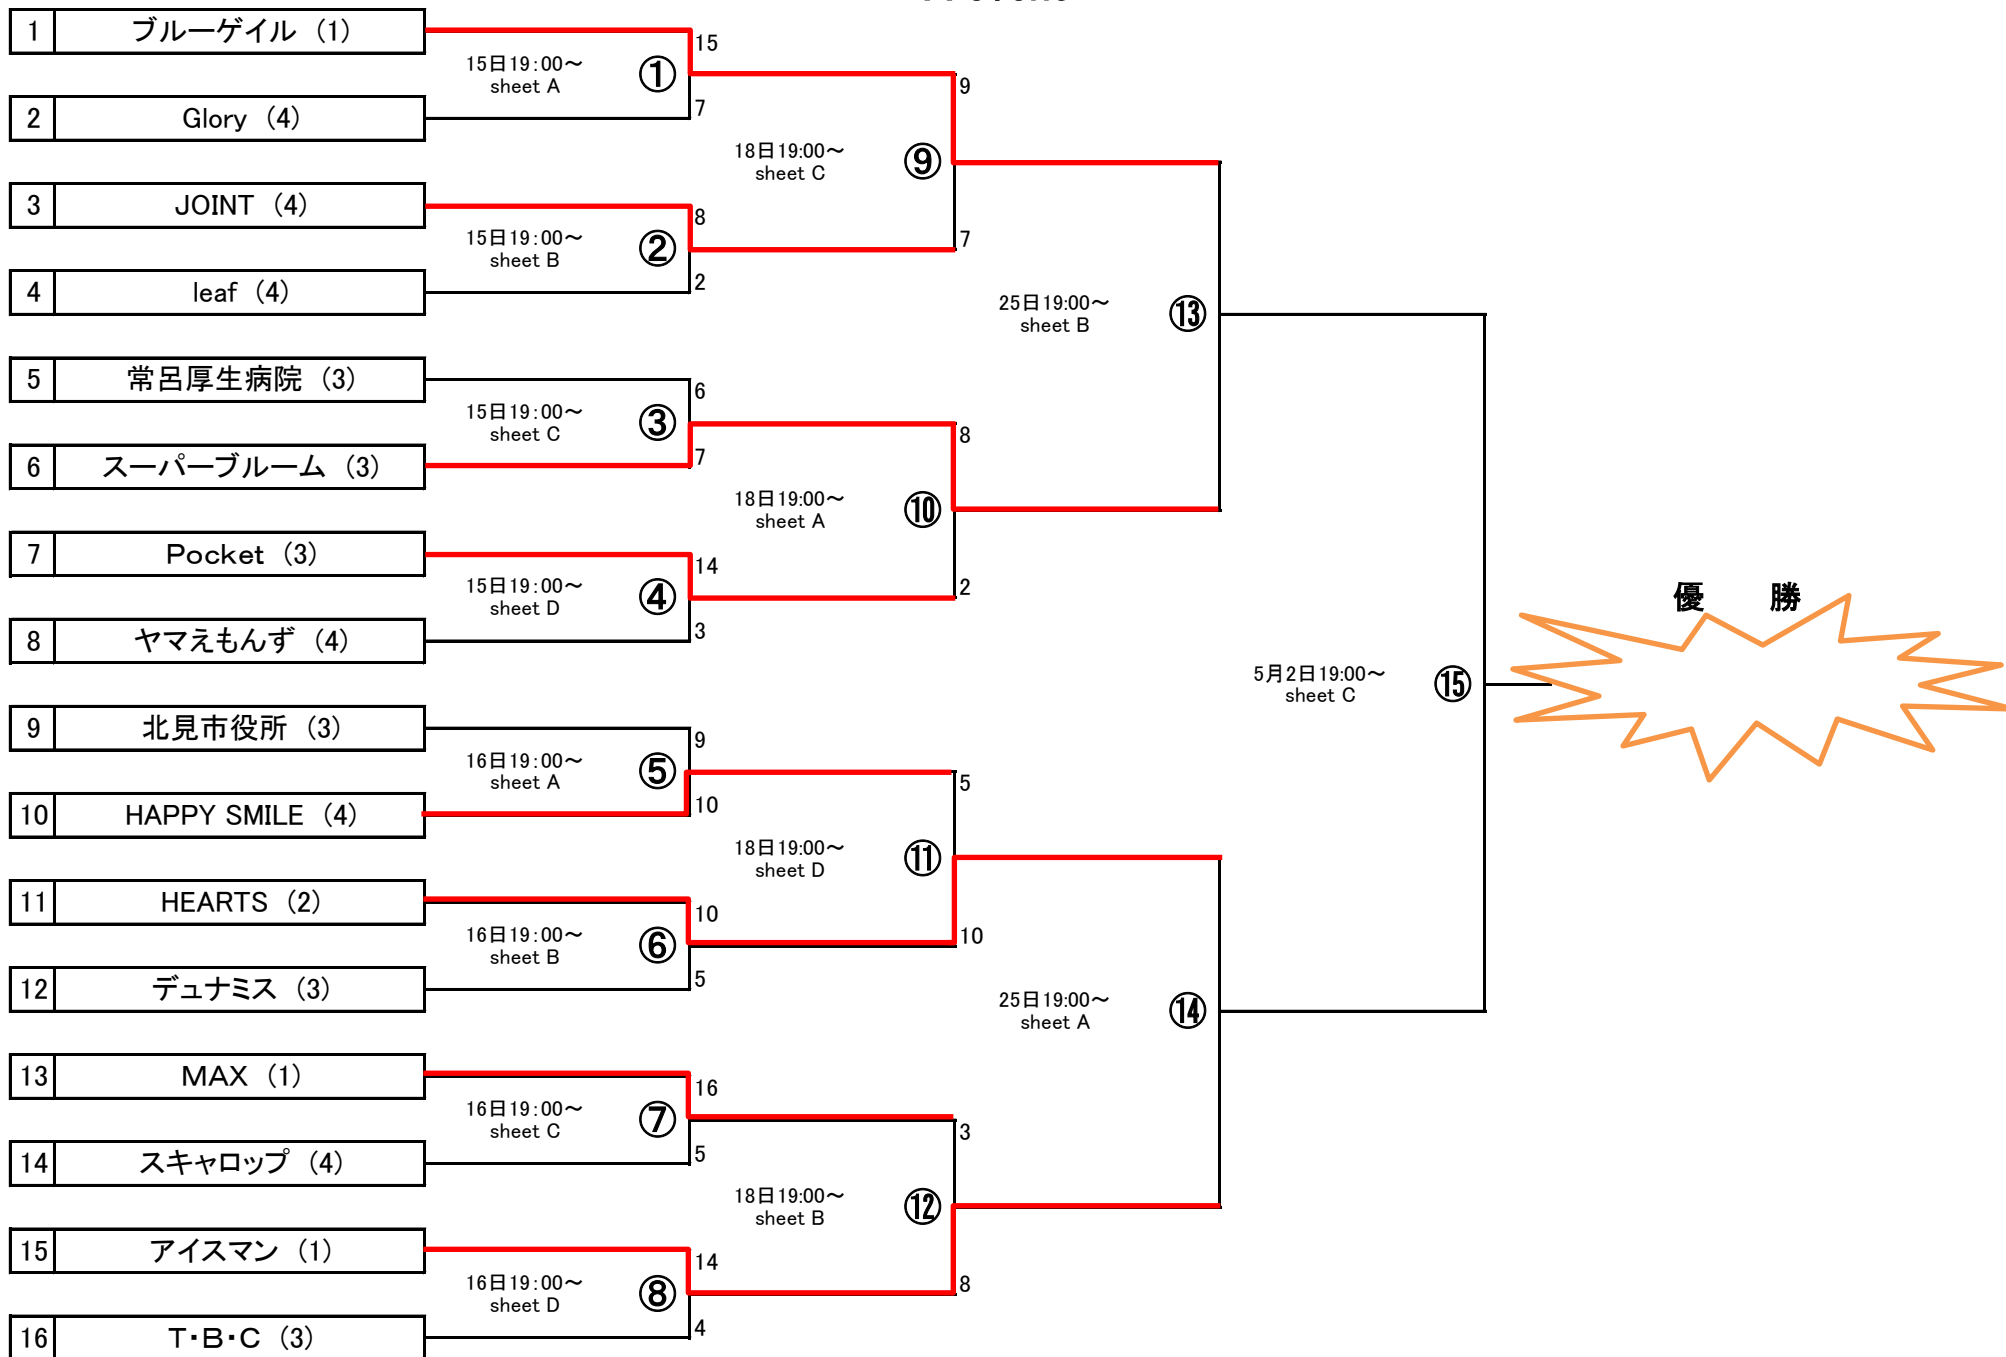 1 ブルーゲイル (1)
15
15日19:00～
sheet A
①
9
2 Glory (4)
7
18日19:00～
sheet C
⑨
3 JOINT (4)
8
15日19:00～
sheet B
②
7
4 leaf (4)
2
25日19:00～
sheet B
⑬
5 常呂厚生病院 (3)
6
15日19:00～
sheet C
③
8
6 スーパーブルーム (3)
7
18日19:00～
sheet A
⑩
7 Pocket (3)
14
15日19:00～
sheet D
④
2
8 ヤマえもんず (4)
3
優 勝
5月2日19:00～
sheet C
⑮
9 北見市役所 (3)
9
16日19:00～
sheet A
⑤
5
10 HAPPY SMILE (4)
10
18日19:00～
sheet D
⑪
11 HEARTS (2)
10
16日19:00～
sheet B
⑥
10
12 デュナミス (3)
5
25日19:00～
sheet A
⑭
13 MAX (1)
16
16日19:00～
sheet C
⑦
3
14 スキャロップ (4)
5
18日19:00～
sheet B
⑫
15 アイスマン (1)
14
16日19:00～
sheet D
⑧
8
16 T・B・C (3)
4